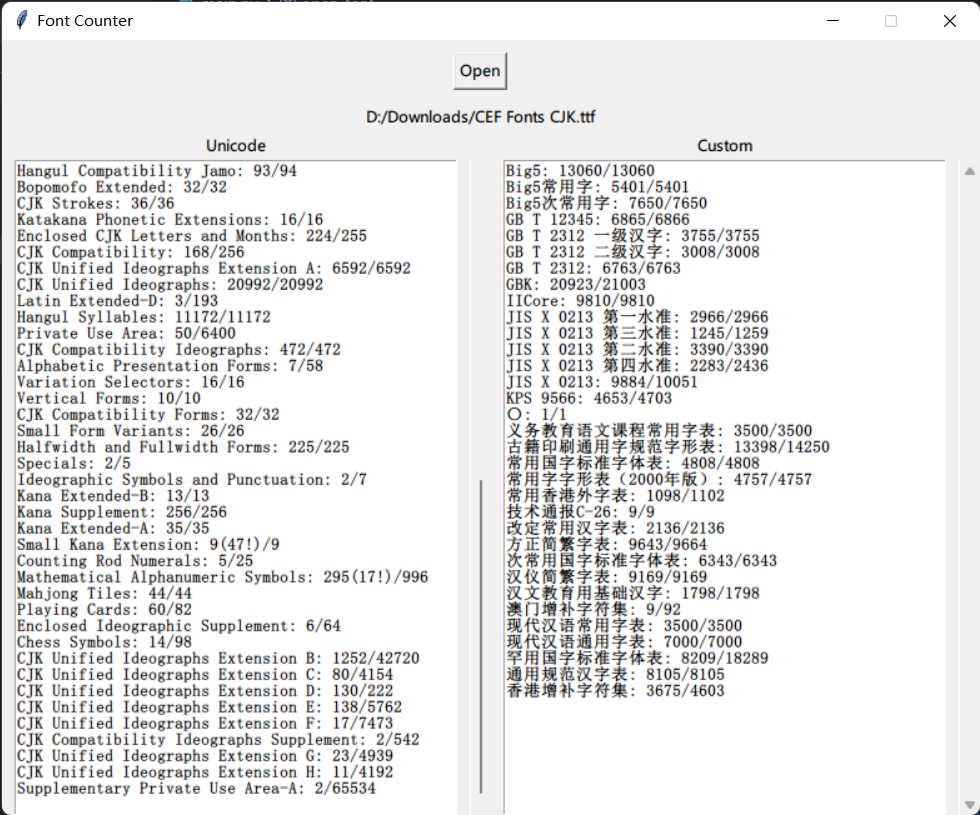 Font Counter
Open
D:/Downloads/CEF Fonts CJK.ttf
Unicode
Hangul Compatibility Jamo: 93/94
Bopomofo Extended: 32/32
CJK Strokes: 36/36
Katakana Phonetic Extensions: 16/16
Enclosed CJK Letters and Months: 224/255
CJK Compatibility: 168/256
CJK Unified Ideographs Extension A: 6592/6592
CJK Unified Ideographs: 20992/20992
Latin Extended-D: 3/193
Hangul Syllables: 11172/11172
Private Use Area: 50/6400
CJK Compatibility Ideographs: 472/472
Alphabetic Presentation Forms: 7/58
Variation Selectors: 16/16
Vertical Forms: 10/10
CJK Compatibility Forms: 32/32
Small Form Variants: 26/26
Halfwidth and Fullwidth Forms: 225/225
Specials: 2/5
Ideographic Symbols and Punctuation: 2/7
Kana Extended-B: 13/13
Kana Supplement: 256/256
Kana Extended-A: 35/35
Small Kana Extension: 9(47!)/9
Counting Rod Numerals: 5/25
Mathematical Alphanumeric Symbols: 295(17!)/996
Mahjong Tiles: 44/44
Playing Cards: 60/82
Enclosed Ideographic Supplement: 6/64
Chess Symbols: 14/98
CJK Unified Ideographs Extension B: 1252/42720
CJK Unified Ideographs Extension C: 80/4154
CJK Unified Ideographs Extension D: 130/222
CJK Unified Ideographs Extension E: 138/5762
CJK Unified Ideographs Extension F: 17/7473
CJK Compatibility Ideographs Supplement: 2/542
CJK Unified Ideographs Extension G: 23/4939
CJK Unified Ideographs Extension H: 11/4192
Supplementary Private Use Area-A: 2/65534
Custom
Big5: 13060/13060
Big5常用字: 5401/5401
Big5次常用字: 7650/7650
GB T 12345: 6865/6866
GB T 2312 一级汉字: 3755/3755
GB T 2312 二级汉字: 3008/3008
GB T 2312: 6763/6763
GBK: 20923/21003
IICore: 9810/9810
JIS X 0213 第一水准: 2966/2966
JIS X 0213 第三水准: 1245/1259
JIS X 0213 第二水准: 3390/3390
JIS X 0213 第四水准: 2283/2436
JIS X 0213: 9884/10051
KPS 9566: 4653/4703
〇: 1/1
义务教育语文课程常用字表: 3500/3500
古籍印刷通用字规范字形表: 13398/14250
常用国字标准字体表: 4808/4808
常用字字形表（2000年版）: 4757/4757
常用香港外字表: 1098/1102
技术通报C-26: 9/9
改定常用汉字表: 2136/2136
方正简繁字表: 9643/9664
次常用国字标准字体表: 6343/6343
汉仪简繁字表: 9169/9169
汉文教育用基础汉字: 1798/1798
澳门增补字符集: 9/92
现代汉语常用字表: 3500/3500
现代汉语通用字表: 7000/7000
罕用国字标准字体表: 8209/18289
通用规范汉字表: 8105/8105
香港增补字符集: 3675/4603